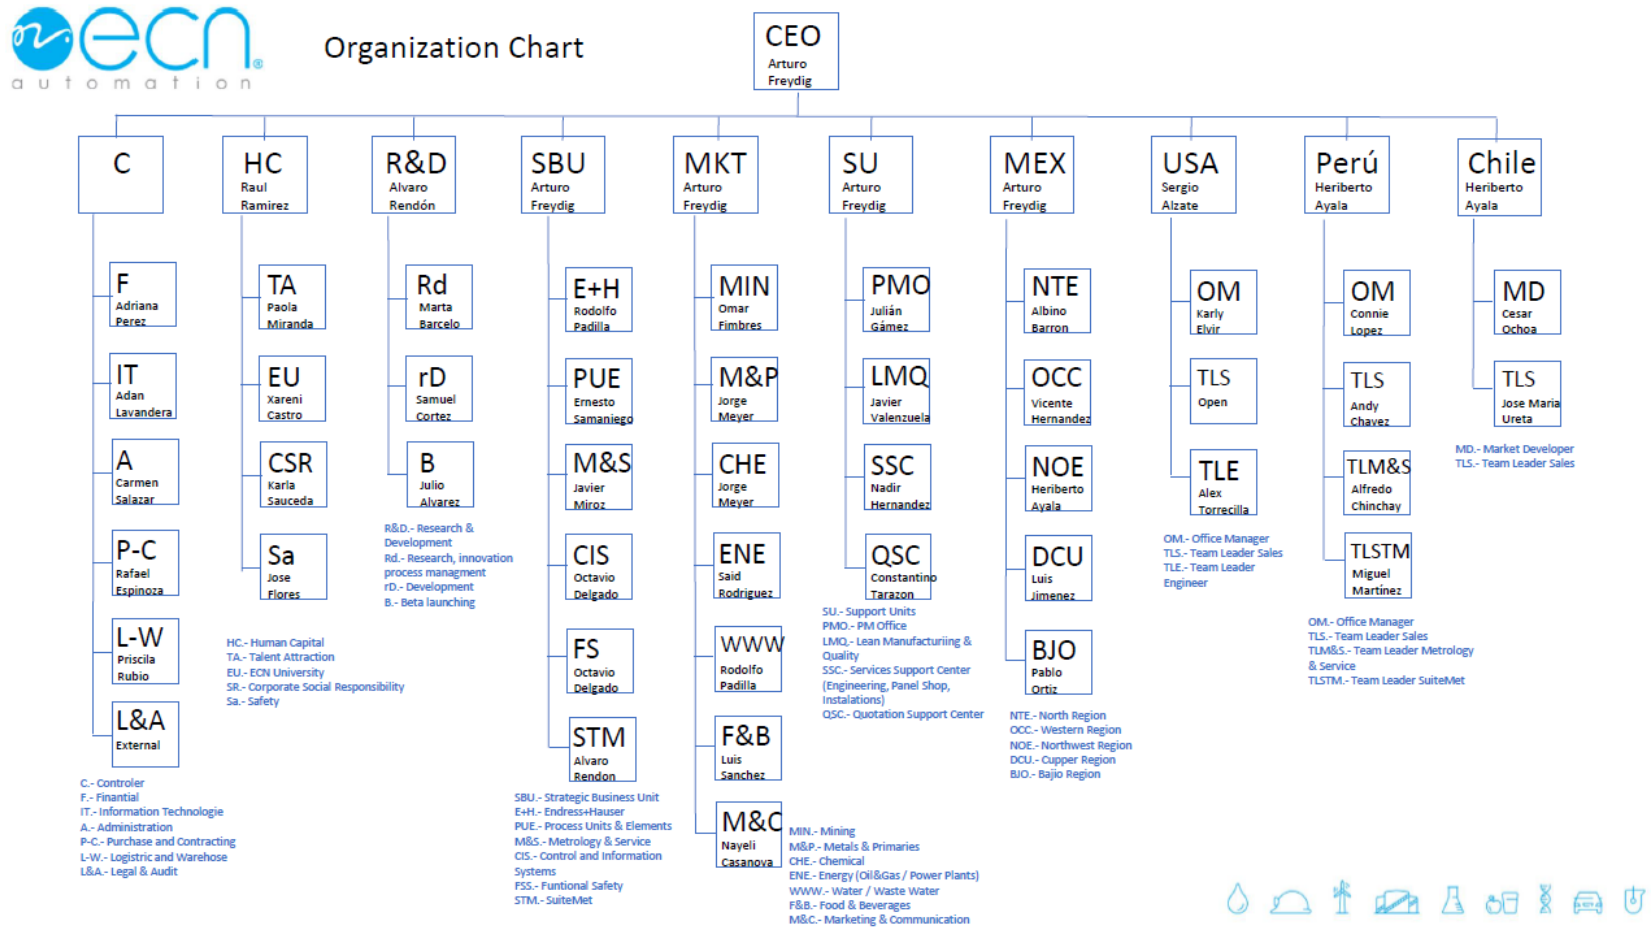 ecn®
automation
Organization Chart
CEO
Arturo
Freydig
C
F
Adriana
Perez
IT
Adan
Lavandera
A
Carmen
Salazar
P-C
Rafael
Espinoza
L-W
Priscila
Rubio
L&A
External
C.- Controler
F.- Finantial
IT.- Information Technologie
A.- Administration
P-C.- Purchase and Contracting
L-W.- Logistric and Warehose
L&A.- Legal & Audit
HC
Raul
Ramirez
TA
Paola
Miranda
EU
Xareni
Castro
CSR
Karla
Sauceda
Sa
Jose
Flores
HC.- Human Capital
TA.- Talent Attraction
EU.- ECN University
SR.- Corporate Social Responsibility
Sa.- Safety
R&D
Alvaro
Rendón
Rd
Marta
Barcelo
rD
Samuel
Cortez
B
Julio
Alvarez
R&D.- Research &
Development
Rd.- Research, innovation
process managment
rD.- Development
B.- Beta launching
SBU
Arturo
Freydig
E+H
Rodolfo
Padilla
PUE
Ernesto
Samaniego
M&S
Javier
Miroz
CIS
Octavio
Delgado
FS
Octavio
Delgado
STM
Alvaro
Rendon
SBU.- Strategic Business Unit
E+H.- Endress+Hauser
PUE.- Process Units & Elements
M&S.- Metrology & Service
CIS.- Control and Information
Systems
FSS.- Funtional Safety
STM.- SuiteMet
MKT
Arturo
Freydig
MIN
Omar
Fimbres
M&P
Jorge
Meyer
CHE
Jorge
Meyer
ENE
Said
Rodriguez
WWW
Rodolfo
Padilla
F&B
Luis
Sanchez
M&C
Nayeli
Casanova
MIN.- Mining
M&P.- Metals & Primaries
CHE.- Chemical
ENE.- Energy (Oil&Gas / Power Plants)
WWW.- Water / Waste Water
F&B.- Food & Beverages
M&C.- Marketing & Communication
SU
Arturo
Freydig
PMO
Julián
Gámez
LMQ
Javier
Valenzuela
SSC
Nadir
Hernandez
QSC
Constantino
Tarazon
SU.- Support Units
PMO.- PM Office
LMQ.- Lean Manufacturiing &
Quality
SSC.- Services Support Center
(Engineering, Panel Shop,
Instalations)
QSC.- Quotation Support Center
MEX
Arturo
Freydig
NTE
Albino
Barron
OCC
Vicente
Hernandez
NOE
Heriberto
Ayala
DCU
Luis
Jimenez
BJO
Pablo
Ortiz
NTE.- North Region
OCC.- Western Region
NOE.- Northwest Region
DCU.- Cupper Region
BJO.- Bajio Region
USA
Sergio
Alzate
OM
Karly
Elvir
TLS
Open
TLE
Alex
Torrecilla
OM.- Office Manager
TLS.- Team Leader Sales
TLE.- Team Leader
Engineer
Perú
Heriberto
Ayala
OM
Connie
Lopez
TLS
Andy
Chavez
TLM&S
Alfredo
Chinchay
TLSTM
Miguel
Martínez
OM.- Office Manager
TLS.- Team Leader Sales
TLM&S.- Team Leader Metrology
& Service
TLSTM.- Team Leader SuiteMet
Chile
Heriberto
Ayala
MD
Cesar
Ochoa
TLS
Jose Maria
Ureta
MD.- Market Developer
TLS.- Team Leader Sales